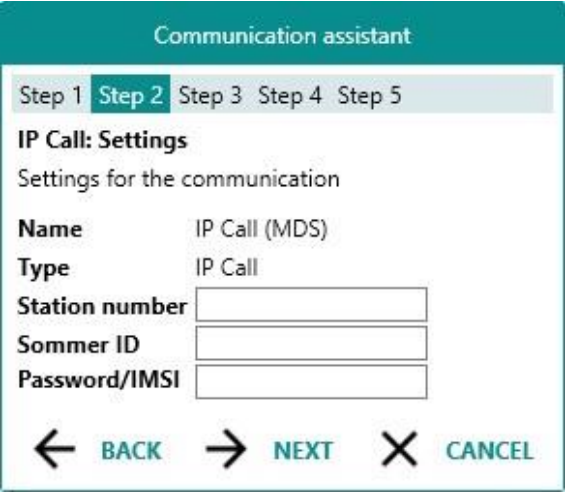 Communication assistant
Step 1 Step 2 Step 3 Step 4 Step 5
IP Call: Settings
Settings for the communication
Name IP Call (MDS)
Type IP Call
Station number
Sommer ID
Password/IMSI
BACK NEXT CANCEL